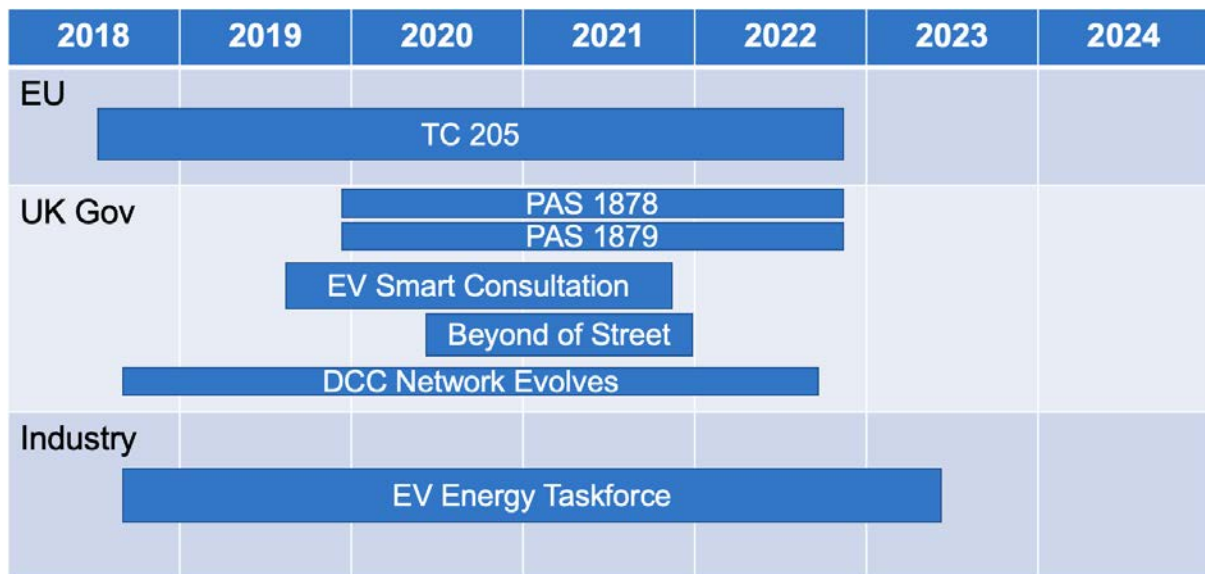 2018 2019 2020 2021 2022 2023 2024
EU
TC 205
UK Gov
PAS 1878
PAS 1879
EV Smart Consultation
Beyond of Street
DCC Network Evolves
Industry
EV Energy Taskforce